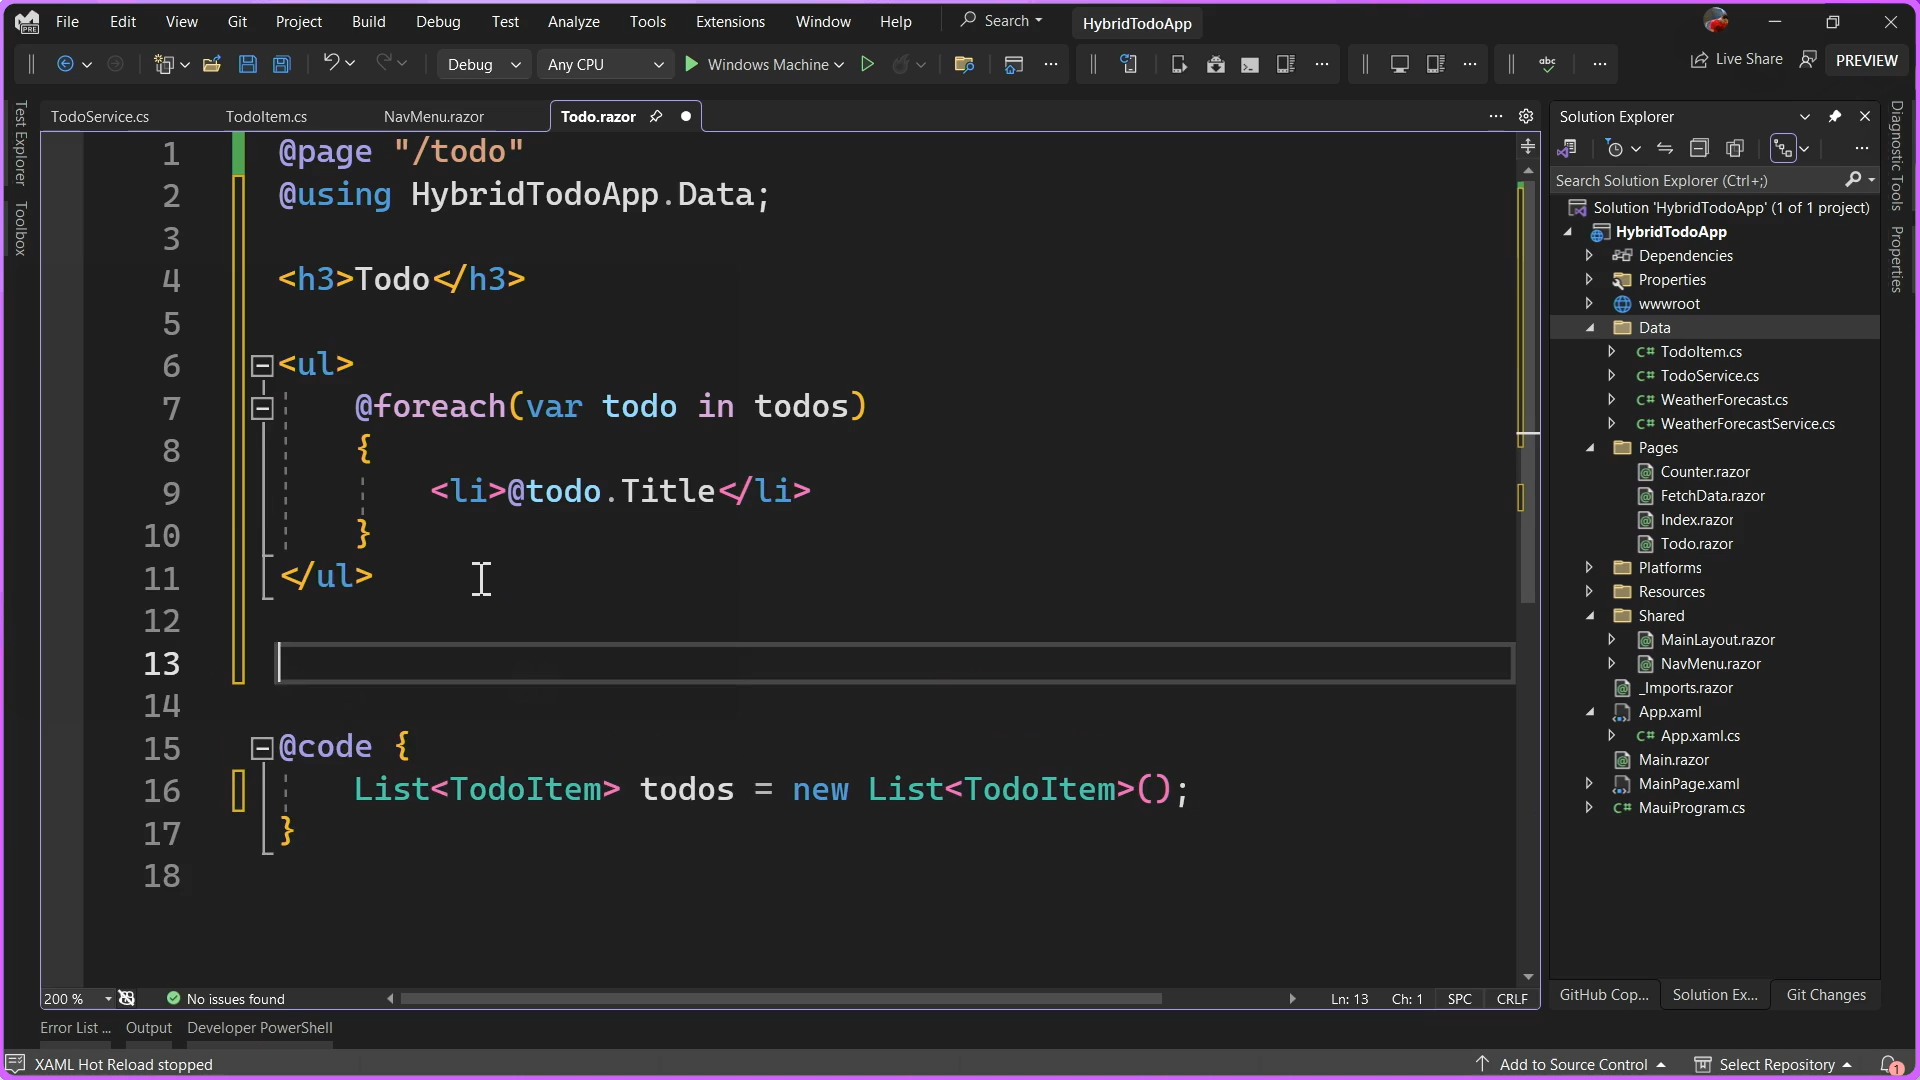 File Edit View Git Project Build Debug Test Analyze Tools Extensions Window Help Search HybridTodoApp
PRE
Debug Any CPU Windows Machine abc Live Share PREVIEW
Test Explorer
Toolbox
TodoService.cs TodoItem.cs NavMenu.razor Todo.razor
1 @page "/todo"
2 @using HybridTodoApp.Data;
3
4 <h3>Todo</h3>
5
6 <ul>
7 @foreach(var todo in todos)
8 {
9 <li>@todo.Title</li>
10 }
11 </ul>
12
13
14
15 @code {
16 List<TodoItem> todos = new List<TodoItem>();
17 }
18
200 % No issues found Ln: 13 Ch: 1 SPC CRLF
Solution Explorer
Search Solution Explorer (Ctrl+;)
Solution 'HybridTodoApp' (1 of 1 project)
HybridTodoApp
Dependencies
Properties
wwwroot
Data
C# TodoItem.cs
C# TodoService.cs
C# WeatherForecast.cs
C# WeatherForecastService.cs
Pages
Counter.razor
FetchData.razor
Index.razor
Todo.razor
Platforms
Resources
Shared
MainLayout.razor
NavMenu.razor
_Imports.razor
App.xaml
C# App.xaml.cs
Main.razor
MainPage.xaml
C# MauiProgram.cs
GitHub Cop... Solution Ex... Git Changes
Diagnostic Tools
Properties
Error List ... Output Developer PowerShell
XAML Hot Reload stopped Add to Source Control Select Repository 1